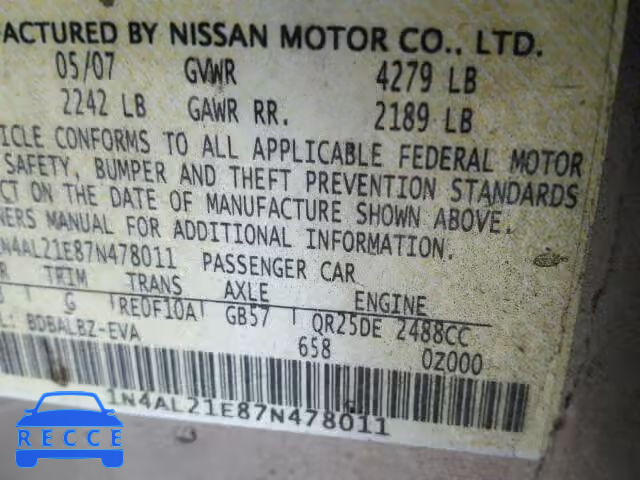 FACTURED BY NISSAN MOTOR CO., LTD.
05/07 GVWR 4279 LB
2242 LB GAWR RR. 2189 LB
ICLE CONFORMS TO ALL APPLICABLE FEDERAL MOTOR
SAFETY, BUMPER AND THEFT PREVENTION STANDARDS
CT ON THE DATE OF MANUFACTURE SHOWN ABOVE.
NERS MANUAL FOR ADDITIONAL INFORMATION.
N4AL21E87N478011 PASSENGER CAR
R TRIM TRANS AXLE ENGINE
G RE0F10A GB57 QR25DE 2488CC
L: BDBALBZ-EVA 658 0Z000
1N4AL21E87N478011
RECCE